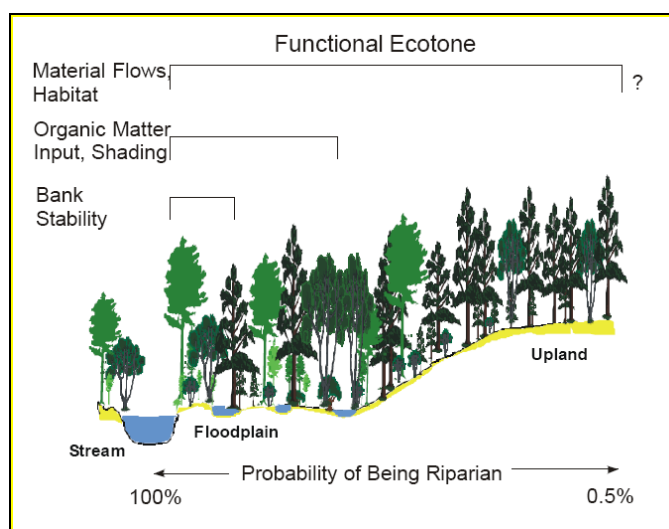 Functional Ecotone
Material Flows,
Habitat
?
Organic Matter
Input, Shading
Bank
Stability
Upland
Floodplain
Stream
Probability of Being Riparian
100%
0.5%